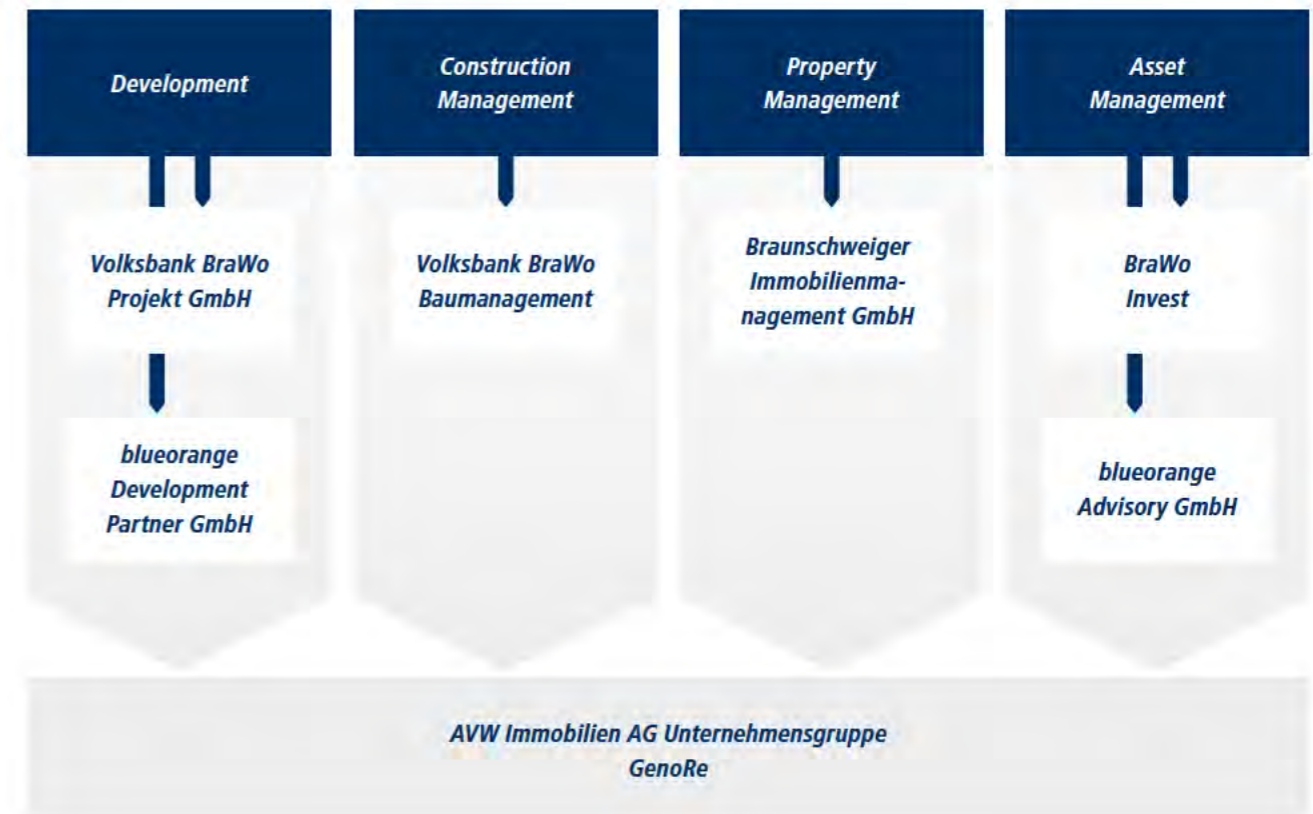 Development
Construction
Management
Property
Management
Asset
Management
Volksbank BraWo
Projekt GmbH
Volksbank BraWo
Baumanagement
Braunschweiger
Immobilienma-
nagement GmbH
BraWo
Invest
blueorange
Development
Partner GmbH
blueorange
Advisory GmbH
AVW Immobilien AG Unternehmensgruppe
GenoRe